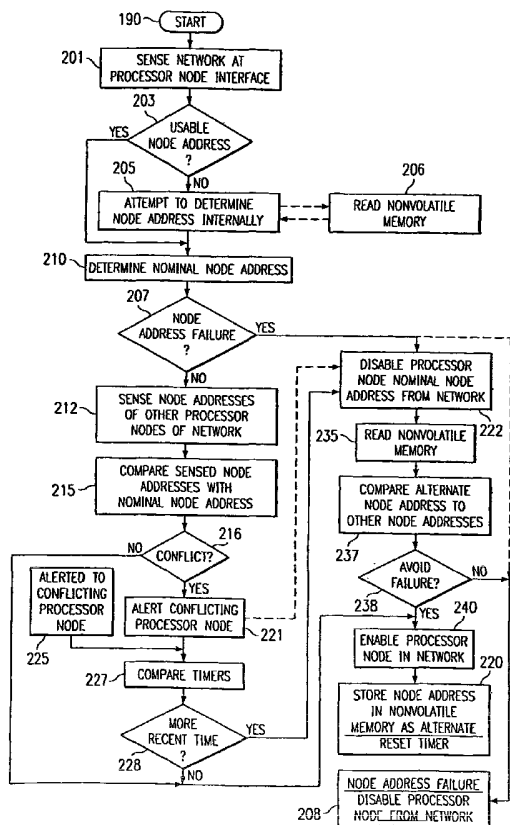 190
START
201
SENSE NETWORK AT
PROCESSOR NODE INTERFACE
203
YES
USABLE
NODE ADDRESS
?
NO
205
ATTEMPT TO DETERMINE
NODE ADDRESS INTERNALLY
206
READ NONVOLATILE
MEMORY
210
DETERMINE NOMINAL NODE ADDRESS
207
NODE
ADDRESS FAILURE
?
YES
NO
212
SENSE NODE ADDRESSES
OF OTHER PROCESSOR
NODES OF NETWORK
215
COMPARE SENSED NODE
ADDRESSES WITH
NOMINAL NODE ADDRESS
216
NO
CONFLICT?
YES
ALERTED TO
CONFLICTING
PROCESSOR
NODE
225
ALERT CONFLICTING
PROCESSOR NODE
221
227
COMPARE TIMERS
MORE
RECENT TIME
?
YES
228
NO
DISABLE PROCESSOR
NODE NOMINAL NODE
ADDRESS FROM NETWORK
222
235
READ NONVOLATILE
MEMORY
COMPARE ALTERNATE
NODE ADDRESS TO
OTHER NODE ADDRESSES
237
AVOID
FAILURE?
NO
238
YES
240
ENABLE PROCESSOR
NODE IN NETWORK
220
STORE NODE ADDRESS
IN NONVOLATILE
MEMORY AS ALTERNATE
RESET TIMER
NODE ADDRESS FAILURE
DISABLE PROCESSOR
NODE FROM NETWORK
208